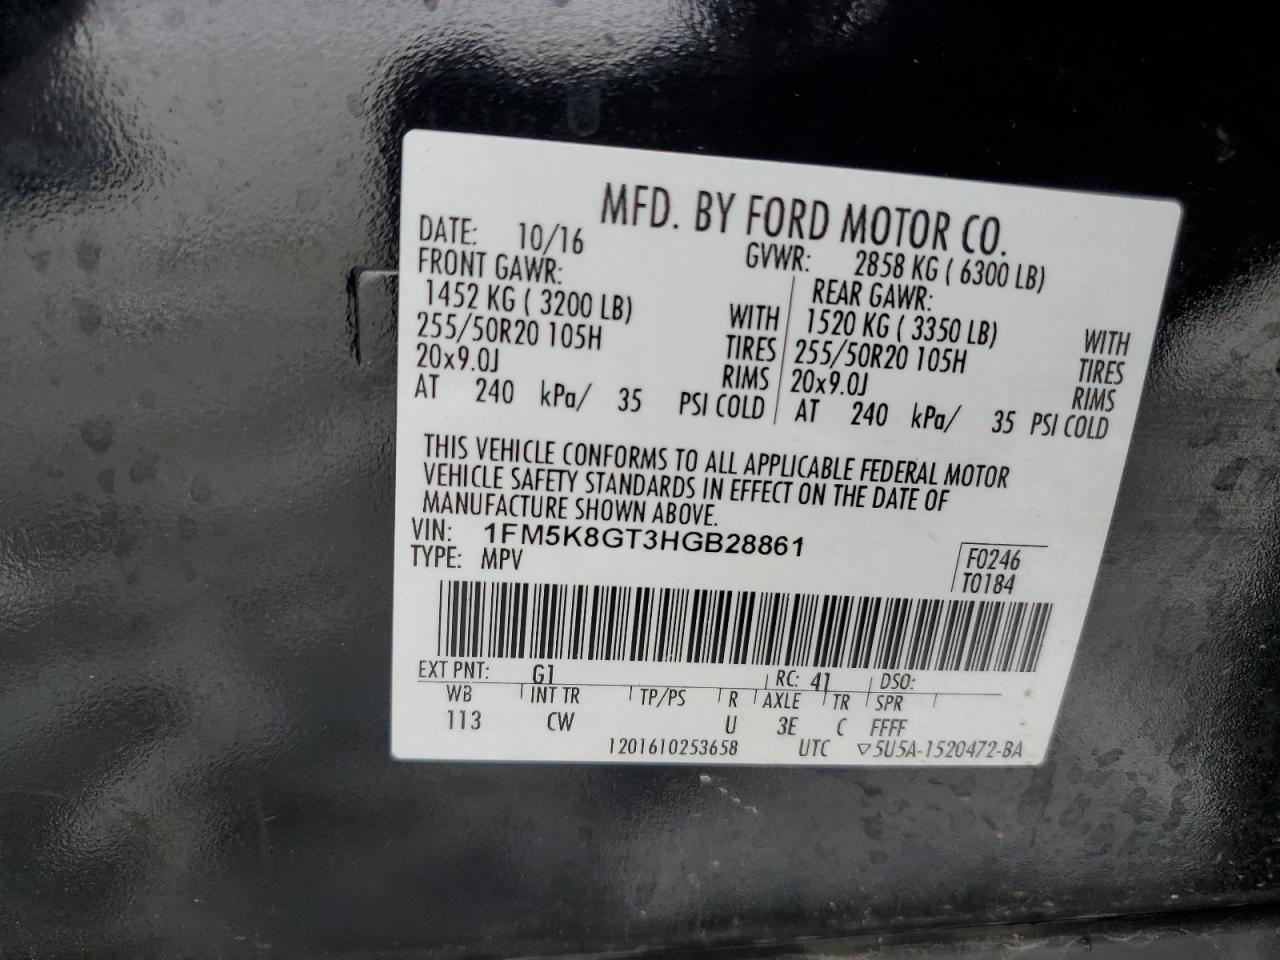 MFD. BY FORD MOTOR CO.
DATE: 10/16 GVWR: 2858 KG ( 6300 LB)
FRONT GAWR: REAR GAWR:
1452 KG ( 3200 LB) WITH 1520 KG ( 3350 LB) WITH
255/50R20 105H TIRES 255/50R20 105H TIRES
20x9.0J RIMS 20x9.0J RIMS
AT 240 kPa/ 35 PSI COLD AT 240 kPa/ 35 PSI COLD
THIS VEHICLE CONFORMS TO ALL APPLICABLE FEDERAL MOTOR
VEHICLE SAFETY STANDARDS IN EFFECT ON THE DATE OF
MANUFACTURE SHOWN ABOVE.
VIN: 1FM5K8GT3HGB28861
TYPE: MPV
F0246
T0184
EXT PNT: G1 RC: 41 DSO:
WB INT TR TP/PS R AXLE TR SPR
113 CW U 3E C FFFF
1201610253658 UTC ▽5U5A-1520472-BA